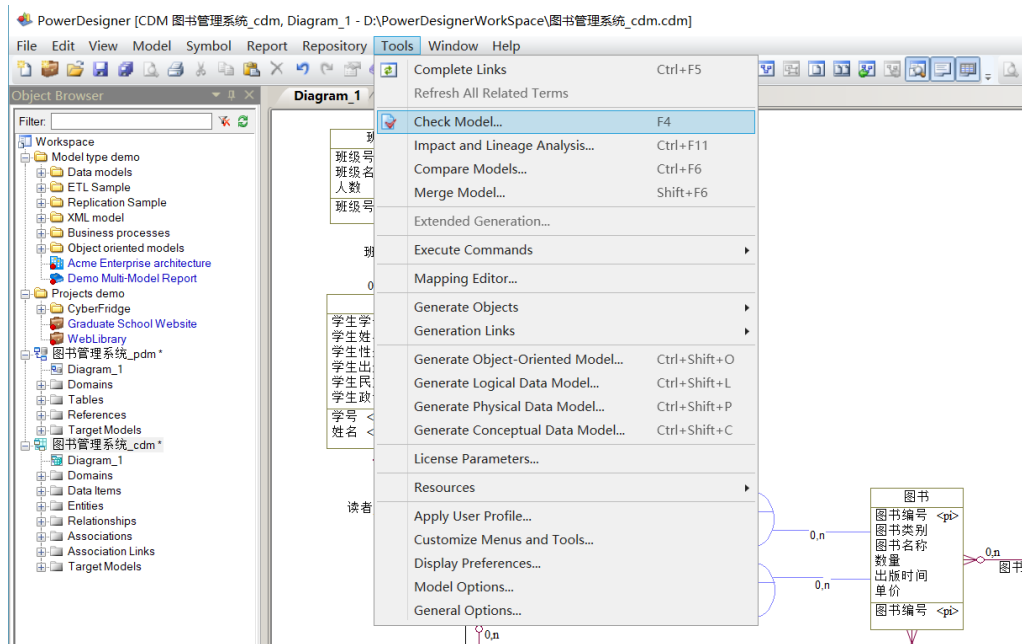 PowerDesigner [CDM 图书管理系统_cdm, Diagram_1 - D:\PowerDesignerWorkSpace\图书管理系统_cdm.cdm]
File Edit View Model Symbol Report Repository Tools Window Help
Object Browser
Filter:
Workspace
Model type demo
Data models
ETL Sample
Replication Sample
XML model
Business processes
Object oriented models
Acme Enterprise architecture
Demo Multi-Model Report
Projects demo
CyberFridge
Graduate School Website
WebLibrary
图书管理系统_pdm *
Diagram_1
Domains
Tables
References
Target Models
图书管理系统_cdm *
Diagram_1
Domains
Data Items
Entities
Relationships
Associations
Association Links
Target Models
Diagram_1
班级号
班级名
人数
班级号
班
0
学生学
学生姓
学生性
学生出
学生民
学生政
学号 <
姓名 <
读者
Complete Links Ctrl+F5
Refresh All Related Terms
Check Model... F4
Impact and Lineage Analysis... Ctrl+F11
Compare Models... Ctrl+F6
Merge Model... Shift+F6
Extended Generation...
Execute Commands
Mapping Editor...
Generate Objects
Generation Links
Generate Object-Oriented Model... Ctrl+Shift+O
Generate Logical Data Model... Ctrl+Shift+L
Generate Physical Data Model... Ctrl+Shift+P
Generate Conceptual Data Model... Ctrl+Shift+C
License Parameters...
Resources
Apply User Profile...
Customize Menus and Tools...
Display Preferences...
Model Options...
General Options...
0,n
0,n
0,n
图书
图书编号 <pi>
图书类别
图书名称
数量
出版时间
单价
图书编号 <pi>
0,n
图书